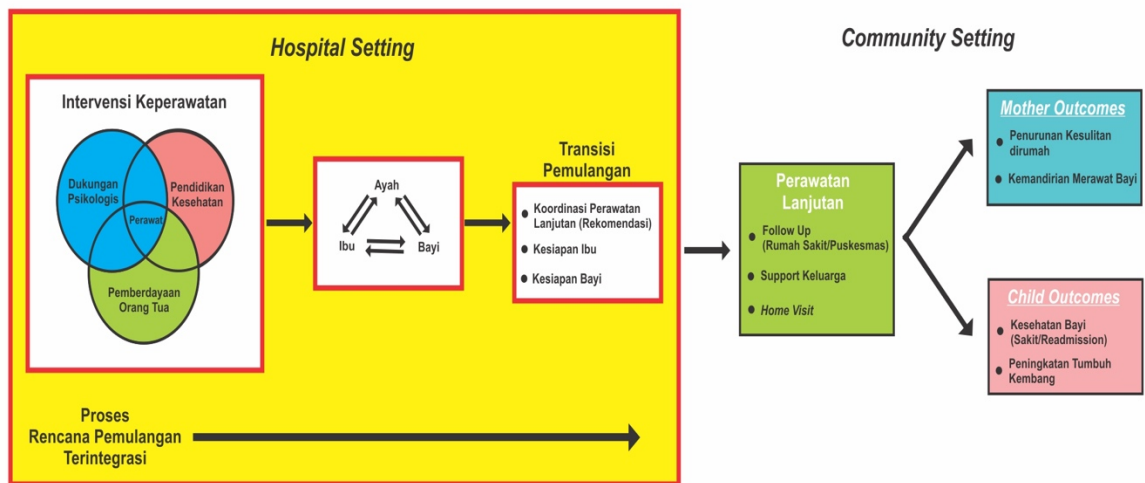 Hospital Setting
Intervensi Keperawatan
Dukungan
Psikologis
Pendidikan
Kesehatan
Perawat
Pemberdayaan
Orang Tua
Ayah
Ibu
Bayi
Transisi
Pemulangan
Koordinasi Perawatan
Lanjutan (Rekomendasi)
Kesiapan Ibu
Kesiapan Bayi
Proses
Rencana Pemulangan
Terintegrasi
Community Setting
Perawatan
Lanjutan
Follow Up
(Rumah Sakit/Puskesmas)
Support Keluarga
Home Visit
Mother Outcomes
Penurunan Kesulitan
dirumah
Kemandirian Merawat Bayi
Child Outcomes
Kesehatan Bayi
(Sakit/Readmission)
Peningkatan Tumbuh
Kembang